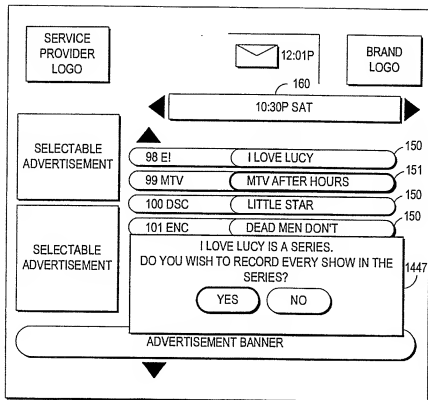 SERVICE
PROVIDER
LOGO
12:01P
BRAND
LOGO
160
10:30P SAT
SELECTABLE
ADVERTISEMENT
98 E! I LOVE LUCY 150
99 MTV MTV AFTER HOURS 151
100 DSC LITTLE STAR 150
101 ENC DEAD MEN DON'T 150
SELECTABLE
ADVERTISEMENT
I LOVE LUCY IS A SERIES.
DO YOU WISH TO RECORD EVERY SHOW IN THE
SERIES?
1447
YES NO
ADVERTISEMENT BANNER